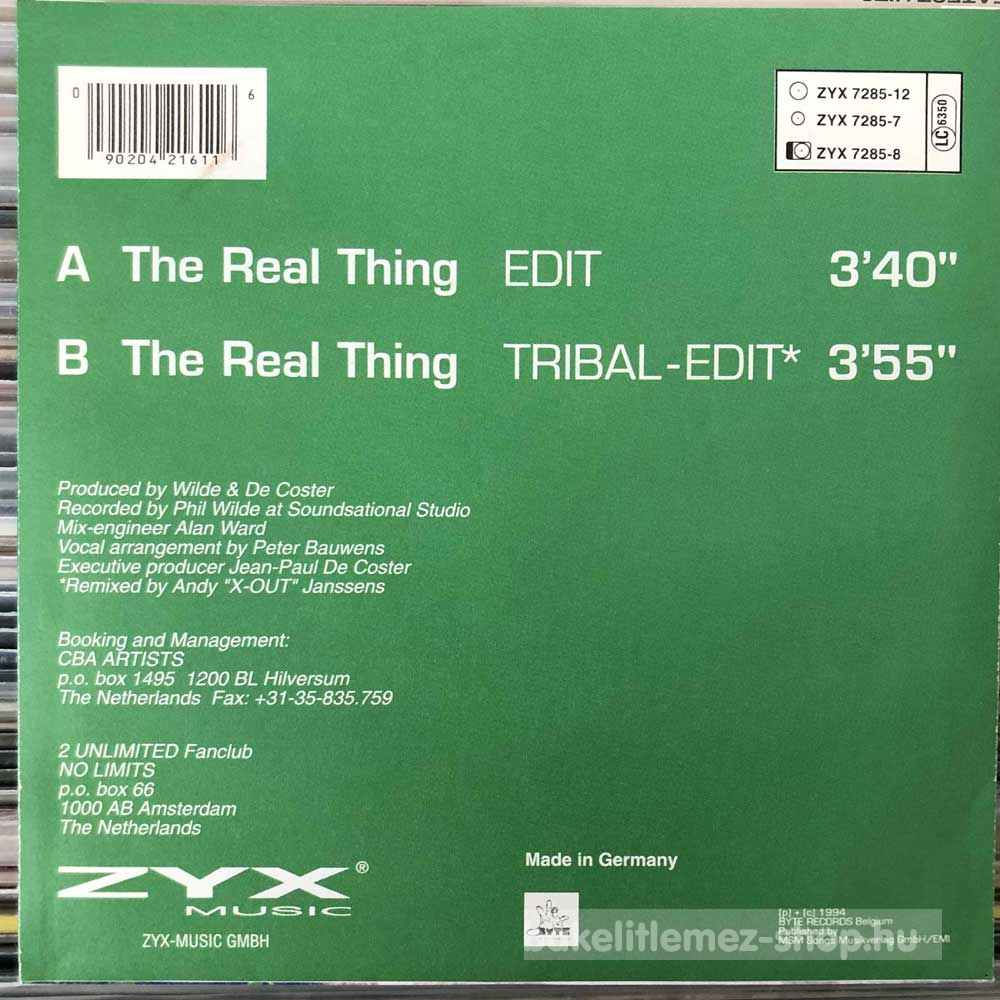 0 6
90204 21611
ZYX 7285-12
ZYX 7285-7
ZYX 7285-8
LC 6350
A The Real Thing EDIT 3'40"
B The Real Thing TRIBAL-EDIT* 3'55"
Produced by Wilde & De Coster
Recorded by Phil Wilde at Soundsational Studio
Mix-engineer Alan Ward
Vocal arrangement by Peter Bauwens
Executive producer Jean-Paul De Coster
*Remixed by Andy "X-OUT" Janssens
Booking and Management:
CBA ARTISTS
p.o. box 1495 1200 BL Hilversum
The Netherlands Fax: +31-35-835.759
2 UNLIMITED Fanclub
NO LIMITS
p.o. box 66
1000 AB Amsterdam
The Netherlands
ZYX®
MUSIC
ZYX-MUSIC GMBH
Made in Germany
BYTE
(p) + (c) 1994
BYTE RECORDS Belgium
Published by
MSM Songs Musikverlag GmbH/EMI
bakelitlemez-shop.hu